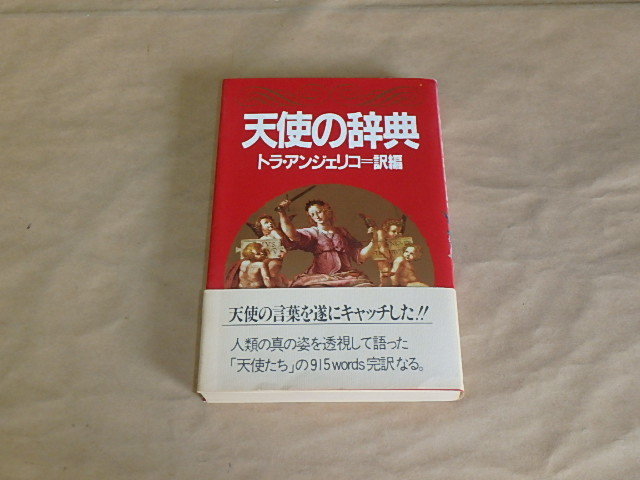 天使の辞典
トラ・アンジェリコ=訳編
天使の言葉を遂にキャッチした!!
人類の真の姿を透視して語った
「天使たち」の915words完訳なる。